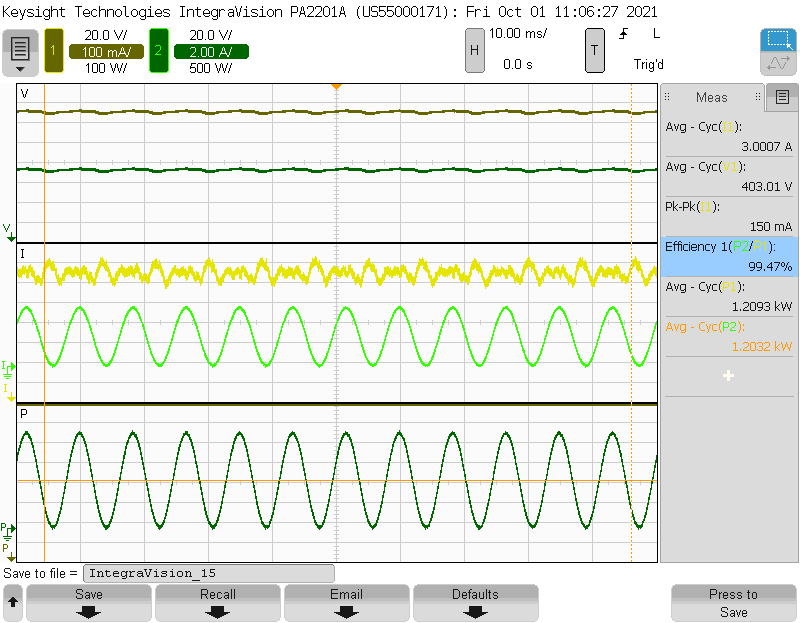 Keysight Technologies IntegraVision PA2201A (US55000171): Fri Oct 01 11:06:27 2021
1
20.0 V/
100 mA/
100 W/
2
20.0 V/
2.00 A/
500 W/
H
10.00 ms/
0.0 s
T
L
Trig'd
V
V
I
I
I
P
P
P
Meas
Avg - Cyc(I1):
3.0007 A
Avg - Cyc(V1):
403.01 V
Pk-Pk(I1):
150 mA
Efficiency 1(P2/P1):
99.47%
Avg - Cyc(P1):
1.2093 kW
Avg - Cyc(P2):
1.2032 kW
Save to file = IntegraVision_15
Save
Recall
Email
Defaults
Press to
Save